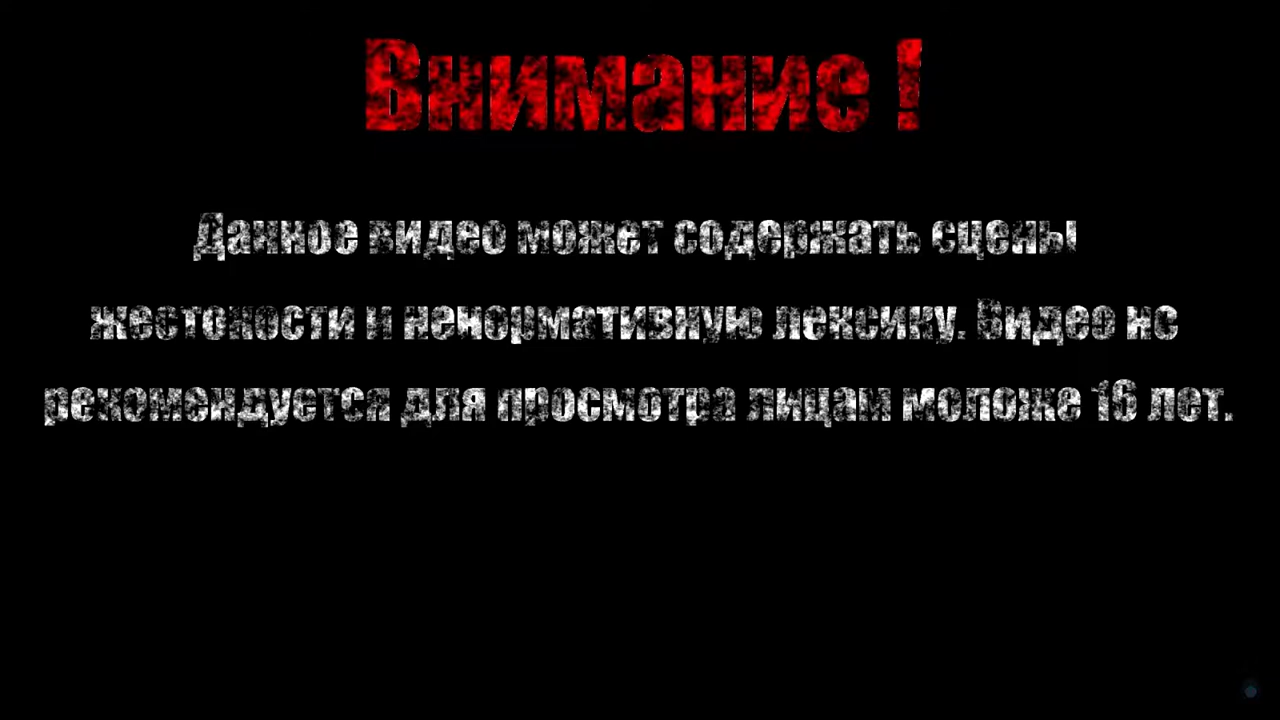 Внимание !
Данное видео может содержать сцены
жестокости и ненормативную лексику. Видео не
рекомендуется для просмотра лицам моложе 16 лет.